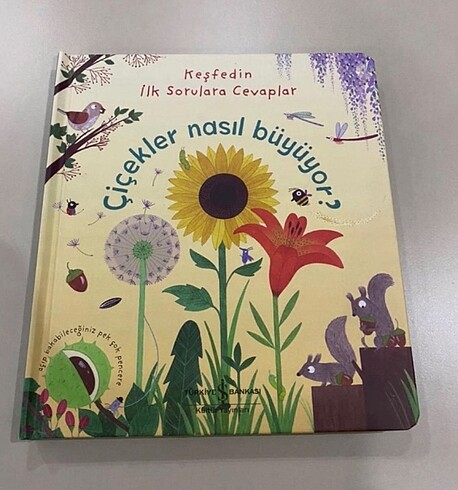 Keşfedin
İlk Sorulara Cevaplar
Çiçekler nasıl büyüyor?
açıp bakabileceğiniz pek çok pencere
TÜRKİYE İŞ BANKASI
Kültür Yayınları